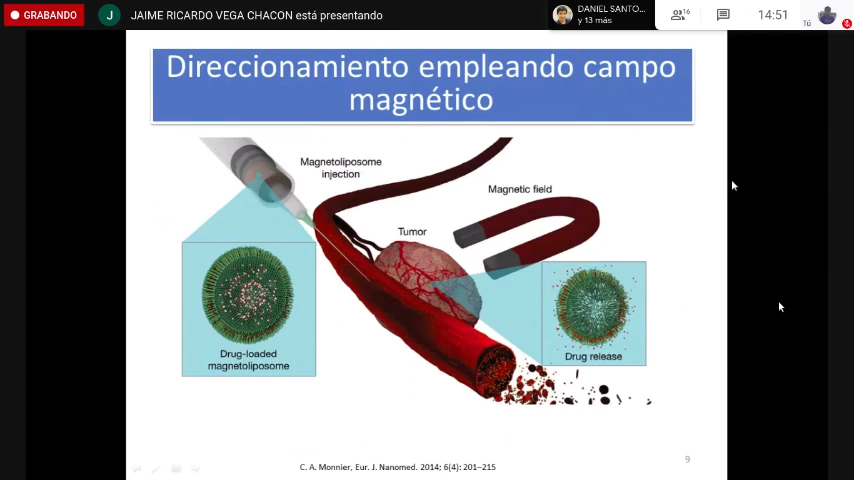 GRABANDO
J
JAIME RICARDO VEGA CHACON está presentando
DANIEL SANTO...
y 13 más
16
14:51
Tú
Direccionamiento empleando campo
magnético
Magnetoliposome
injection
Magnetic field
Tumor
Drug-loaded
magnetoliposome
Drug release
9
C. A. Monnier, Eur. J. Nanomed. 2014; 6(4): 201–215